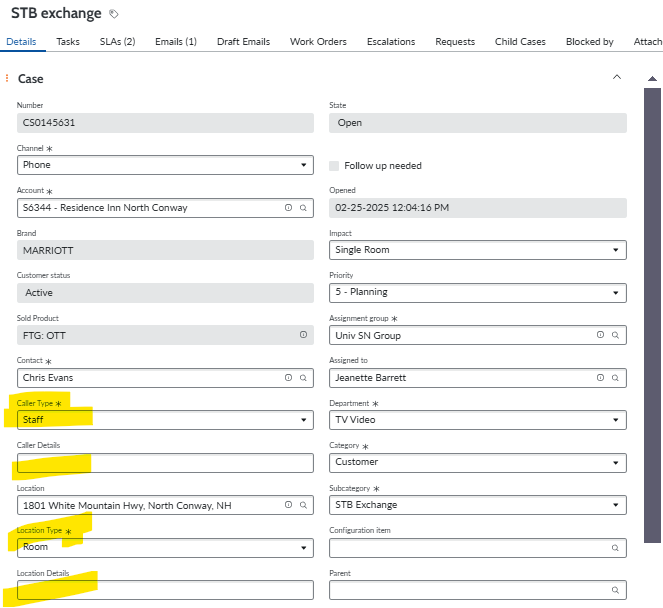 STB exchange
Details Tasks SLAs (2) Emails (1) Draft Emails Work Orders Escalations Requests Child Cases Blocked by Attach
Case
Number
CS0145631
State
Open
Channel *
Phone
Follow up needed
Account *
S6344 - Residence Inn North Conway
Opened
02-25-2025 12:04:16 PM
Brand
MARRIOTT
Impact
Single Room
Customer status
Active
Priority
5 - Planning
Sold Product
FTG: OTT
Assignment group *
Univ SN Group
Contact *
Chris Evans
Assigned to
Jeanette Barrett
Caller Type *
Staff
Department *
TV Video
Caller Details
Category *
Customer
Location
1801 White Mountain Hwy, North Conway, NH
Subcategory *
STB Exchange
Location Type *
Room
Configuration item
Location Details
Parent